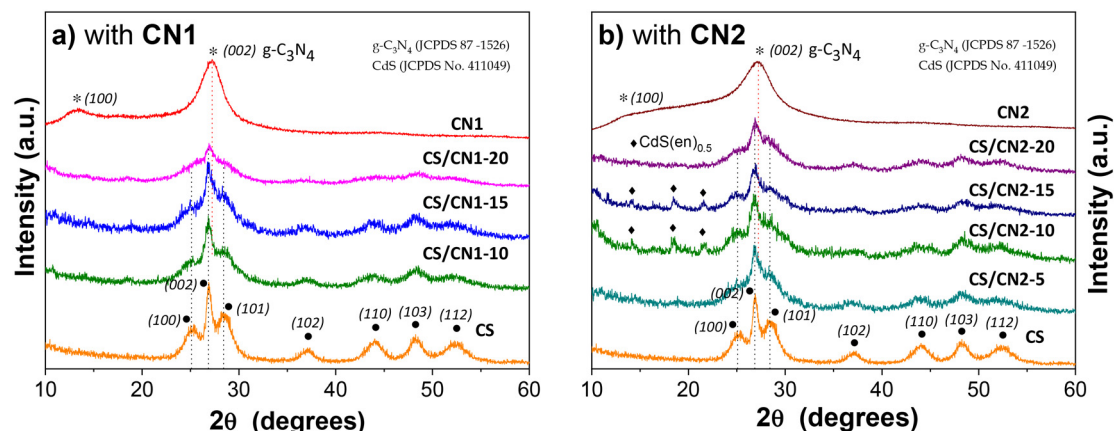 a) with CN1
* (002) g-C₃N₄
g-C₃N₄ (JCPDS 87 -1526)
CdS (JCPDS No. 411049)
* (100)
CN1
CS/CN1-20
CS/CN1-15
CS/CN1-10
(002)
(100)
(101)
(102)
(110)
(103)
(112)
CS
Intensity (a.u.)
10 20 30 40 50 60
2θ (degrees)
b) with CN2
* (002) g-C₃N₄
g-C₃N₄ (JCPDS 87 -1526)
CdS (JCPDS No. 411049)
* (100)
CN2
♦ CdS(en)₀.₅
CS/CN2-20
CS/CN2-15
CS/CN2-10
CS/CN2-5
(002)
(100)
(101)
(102)
(110)
(103)
(112)
CS
Intensity (a.u.)
10 20 30 40 50 60
2θ (degrees)